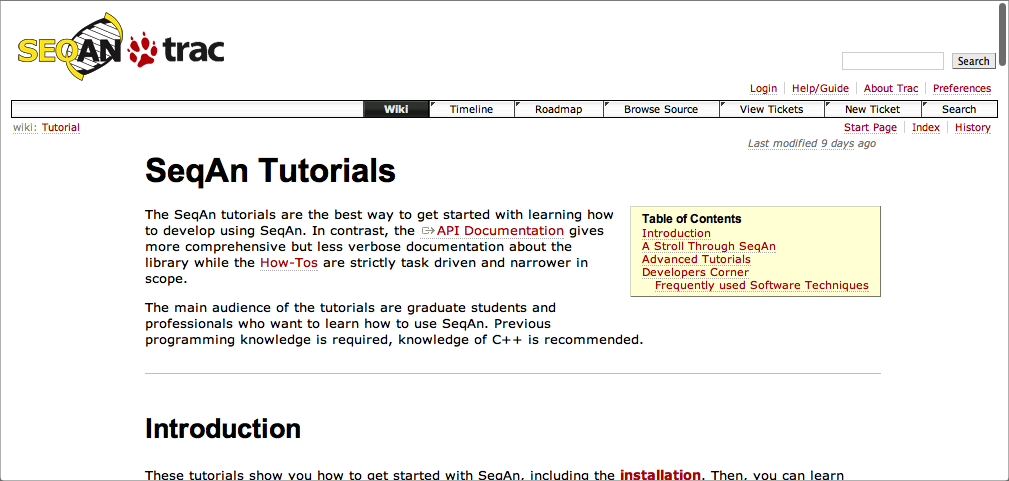 SEQAN trac
Search
Login Help/Guide About Trac Preferences
Wiki Timeline Roadmap Browse Source View Tickets New Ticket Search
wiki: Tutorial Start Page Index History
Last modified 9 days ago
SeqAn Tutorials
The SeqAn tutorials are the best way to get started with learning how
to develop using SeqAn. In contrast, the API Documentation gives
more comprehensive but less verbose documentation about the
library while the How-Tos are strictly task driven and narrower in
scope.
Table of Contents
Introduction
A Stroll Through SeqAn
Advanced Tutorials
Developers Corner
Frequently used Software Techniques
The main audience of the tutorials are graduate students and
professionals who want to learn how to use SeqAn. Previous
programming knowledge is required, knowledge of C++ is recommended.
Introduction
These tutorials show you how to get started with SeqAn, including the installation. Then, you can learn